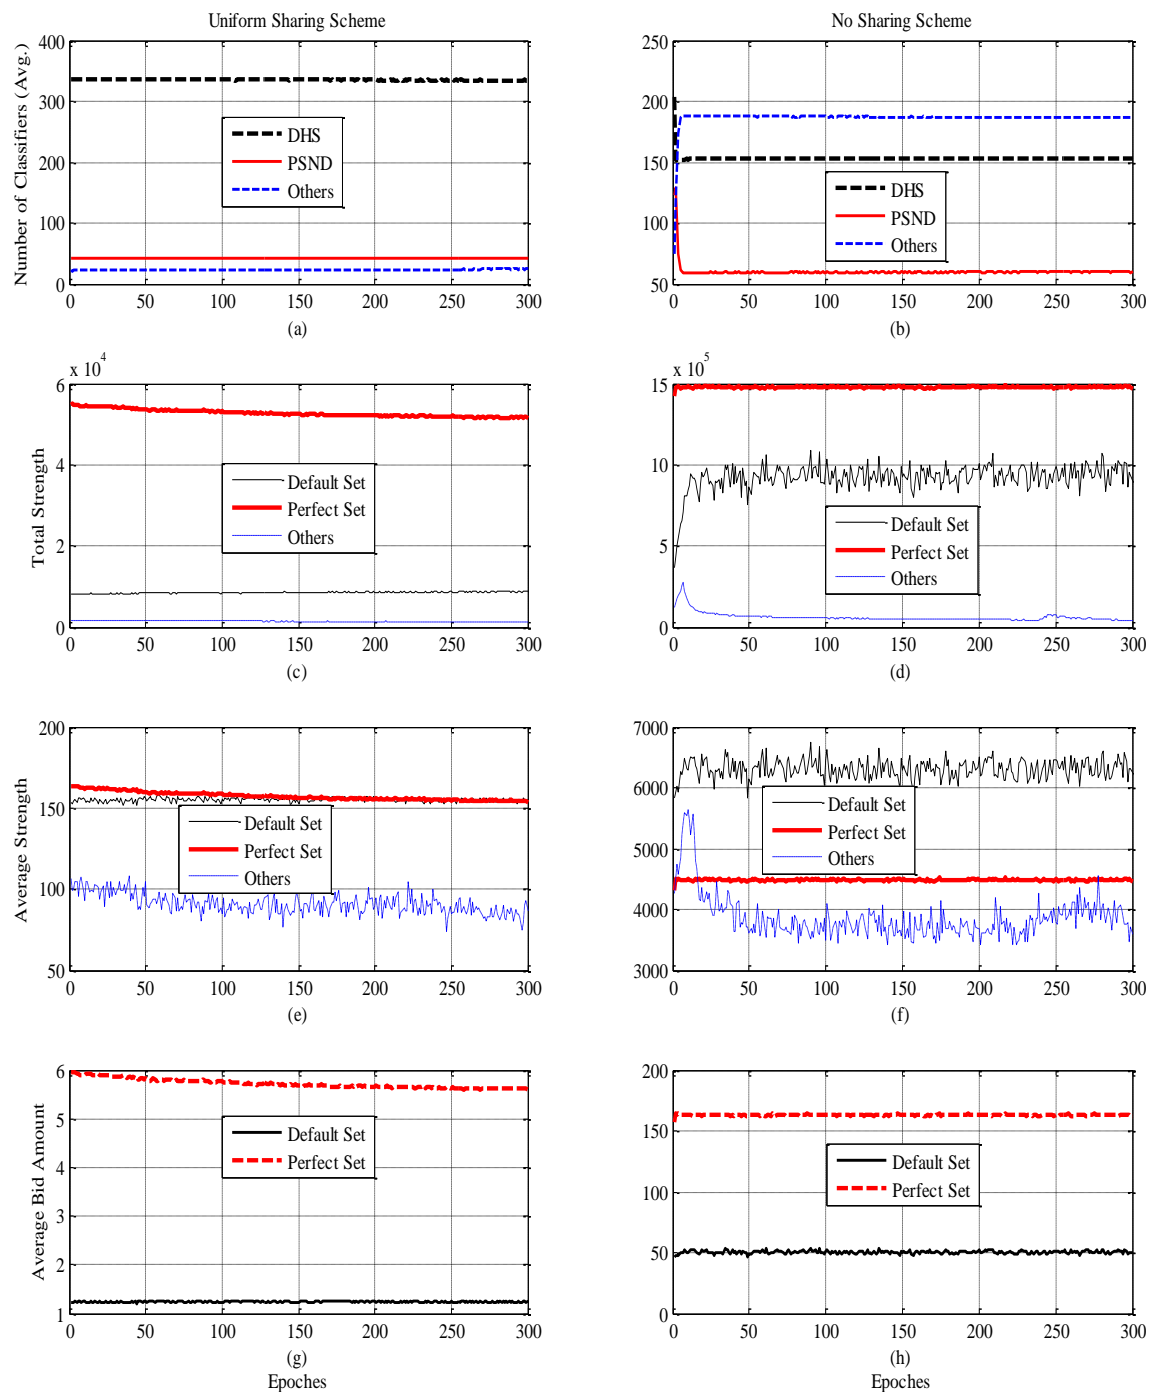 Uniform Sharing Scheme
Number of Classifiers (Avg.)
400
300
200
100
0
DHS
PSND
Others
0 50 100 150 200 250 300
(a)
No Sharing Scheme
250
200
150
100
50
DHS
PSND
Others
0 50 100 150 200 250 300
(b)
x 10^4
Total Strength
6
4
2
0
Default Set
Perfect Set
Others
0 50 100 150 200 250 300
(c)
x 10^5
15
10
5
0
Default Set
Perfect Set
Others
0 50 100 150 200 250 300
(d)
Average Strength
200
150
100
50
Default Set
Perfect Set
Others
0 50 100 150 200 250 300
(e)
7000
6000
5000
4000
3000
Default Set
Perfect Set
Others
0 50 100 150 200 250 300
(f)
Average Bid Amount
6
5
4
3
2
1
Default Set
Perfect Set
0 50 100 150 200 250 300
(g)
Epoches
200
150
100
50
0
Default Set
Perfect Set
0 50 100 150 200 250 300
(h)
Epoches